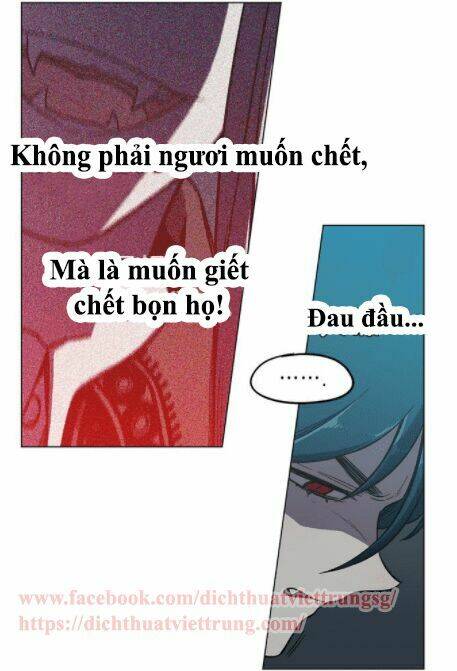 Không phải ngươi muốn chết,
Mà là muốn giết
chết bọn họ!
Đau đầu...
.......
www.facebook.com/dichthuatviettrungsg/
https://dichthuatviettrung.com/